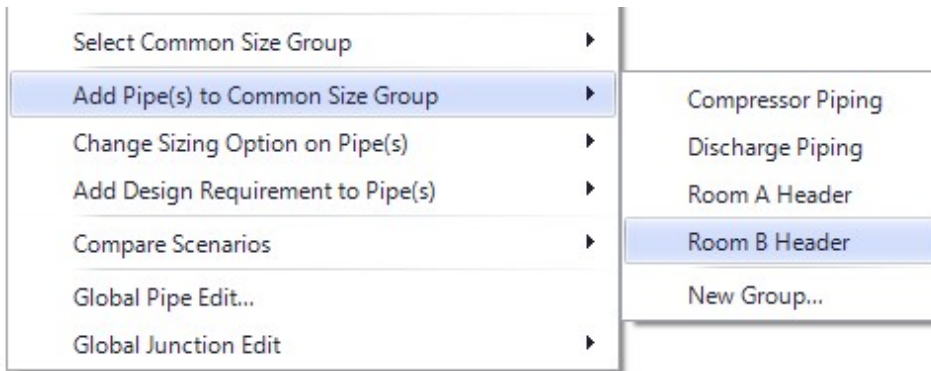 Select Common Size Group
Add Pipe(s) to Common Size Group
Change Sizing Option on Pipe(s)
Add Design Requirement to Pipe(s)
Compare Scenarios
Global Pipe Edit...
Global Junction Edit
Compressor Piping
Discharge Piping
Room A Header
Room B Header
New Group...